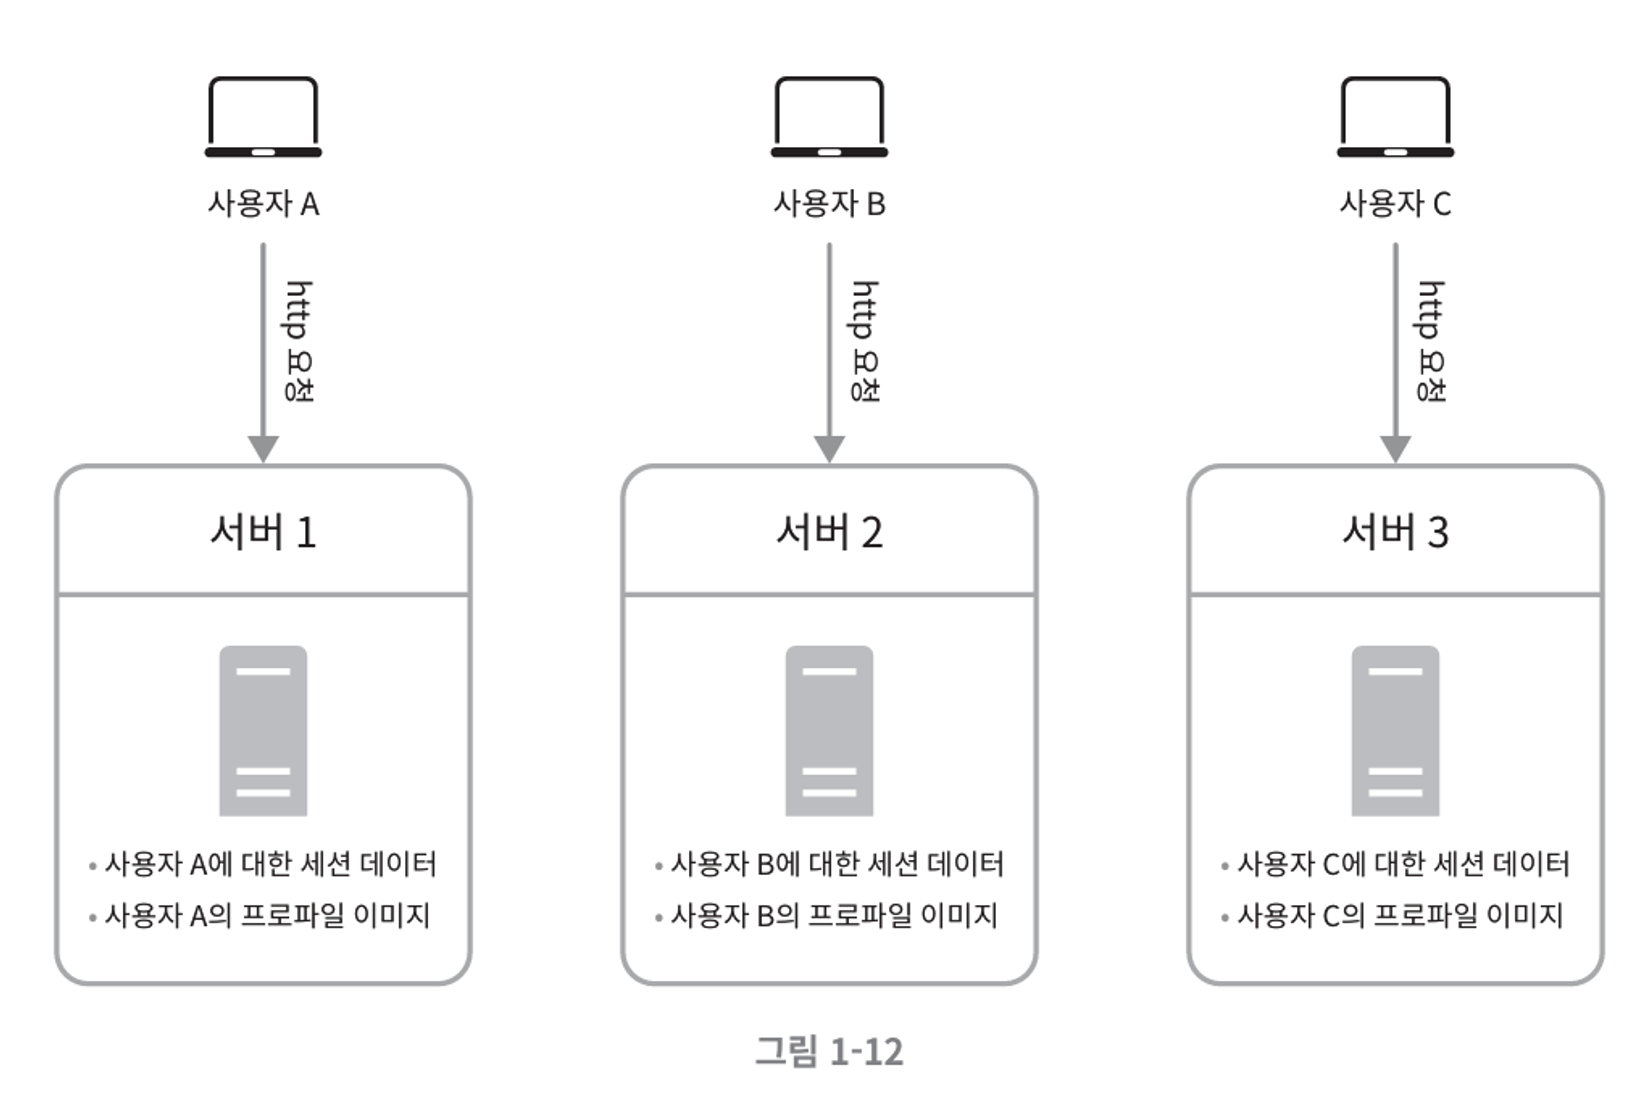 사용자 A
사용자 B
사용자 C
http 요청
http 요청
http 요청
서버 1
서버 2
서버 3
• 사용자 A에 대한 세션 데이터
• 사용자 A의 프로파일 이미지
• 사용자 B에 대한 세션 데이터
• 사용자 B의 프로파일 이미지
• 사용자 C에 대한 세션 데이터
• 사용자 C의 프로파일 이미지
그림 1-12